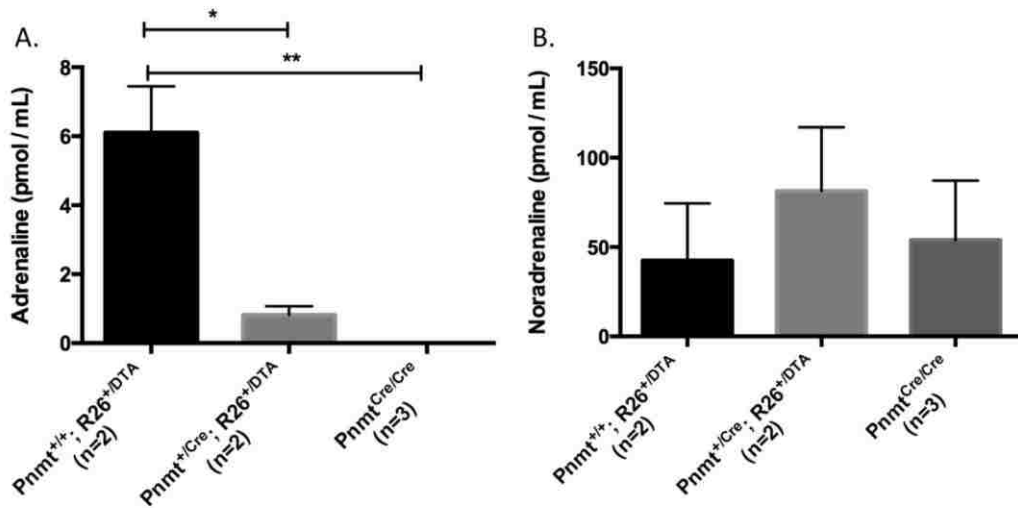 A.
*
**
Adrenaline (pmol / mL)
8
6
4
2
0
Pnmt+/+; R26+/DTA
(n=2)
Pnmt+/Cre; R26+/DTA
(n=2)
PnmtCre/Cre
(n=3)
B.
Noradrenaline (pmol / mL)
150
100
50
0
Pnmt+/+; R26+/DTA
(n=2)
Pnmt+/Cre; R26+/DTA
(n=2)
PnmtCre/Cre
(n=3)